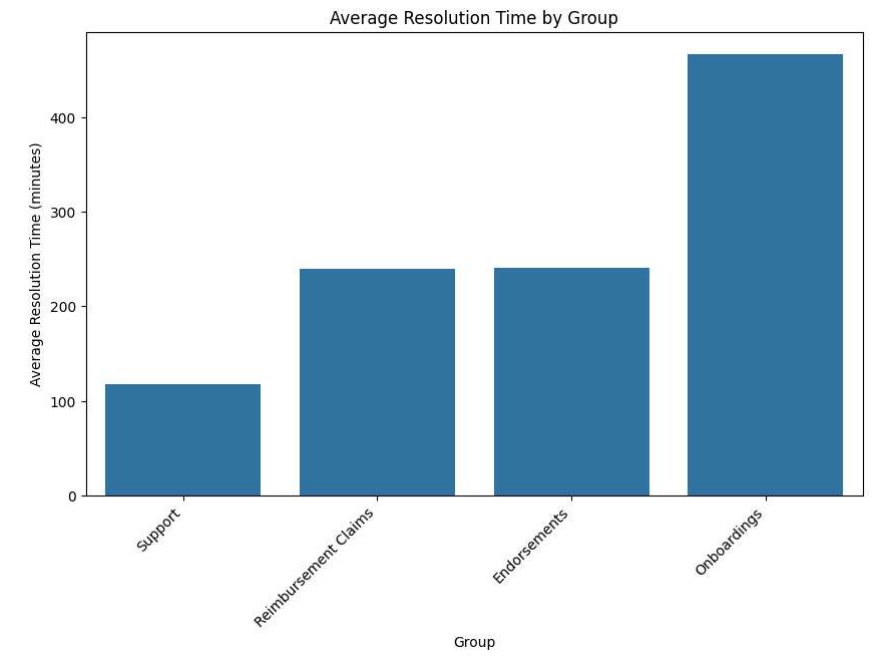 Average Resolution Time by Group
Average Resolution Time (minutes)
400
300
200
100
0
Support
Reimbursement Claims
Endorsements
Onboardings
Group